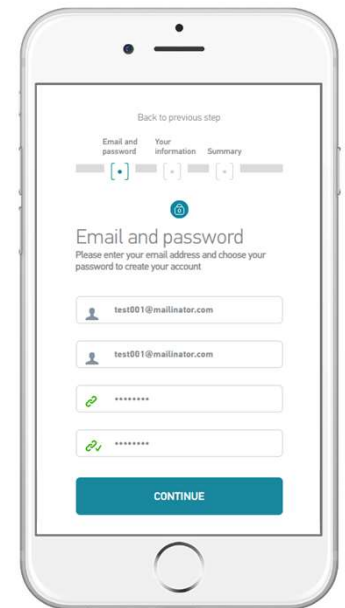 Back to previous step
Email and password
Your information
Summary
Email and password
Please enter your email address and choose your
password to create your account
test001@mailinator.com
test001@mailinator.com
********
********
CONTINUE